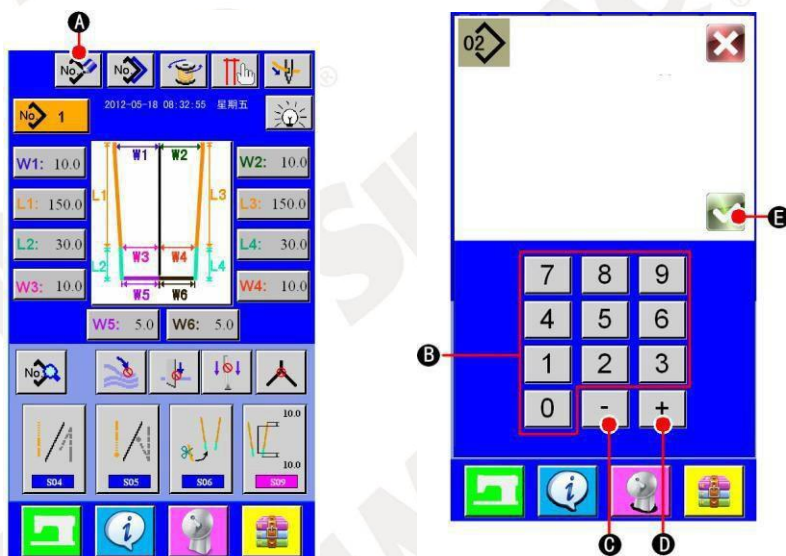 A
No. No.
2012-05-18 08:32:55 星期五
No. 1
W1: 10.0
W1 W2
W2: 10.0
L1: 150.0
L1
L3
L3: 150.0
L2: 30.0
L2
W3 W4
L4
L4: 30.0
W3: 10.0
W5 W6
W4: 10.0
W5: 5.0
W6: 5.0
No.
10.0
10.0
S04
S05
S06
S09
02
E
7 8 9
4 5 6
B
1 2 3
0 - +
C D